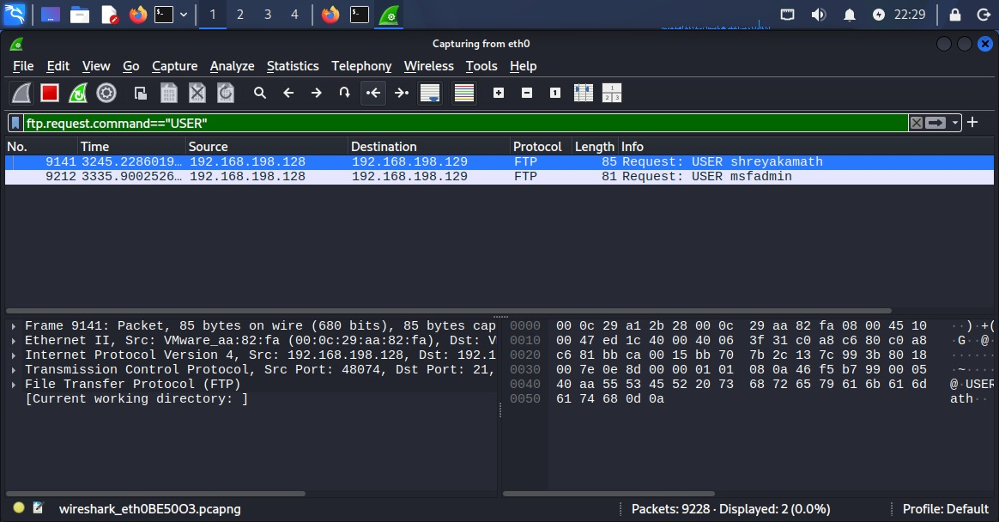 1 2 3 4 22:29
Capturing from eth0
File Edit View Go Capture Analyze Statistics Telephony Wireless Tools Help
ftp.request.command=="USER"
No. Time Source Destination Protocol Length Info
9141 3245.2286019… 192.168.198.128 192.168.198.129 FTP 85 Request: USER shreyakamath
9212 3335.9002526… 192.168.198.128 192.168.198.129 FTP 81 Request: USER msfadmin
Frame 9141: Packet, 85 bytes on wire (680 bits), 85 bytes cap
Ethernet II, Src: VMware_aa:82:fa (00:0c:29:aa:82:fa), Dst: V
Internet Protocol Version 4, Src: 192.168.198.128, Dst: 192.1
Transmission Control Protocol, Src Port: 48074, Dst Port: 21,
File Transfer Protocol (FTP)
[Current working directory: ]
0000 00 0c 29 a1 2b 28 00 0c 29 aa 82 fa 08 00 45 10 ··)·+(
0010 00 47 ed 1c 40 00 40 06 3f 31 c0 a8 c6 80 c0 a8 ·G··@·
0020 c6 81 bb ca 00 15 bb 70 7b 2c 13 7c 99 3b 80 18 ······
0030 00 7e 0e 8d 00 00 01 01 08 0a 46 f5 b7 99 00 05 ·~····
0040 40 aa 55 53 45 52 20 73 68 72 65 79 61 6b 61 6d @·USER
0050 61 74 68 0d 0a ath··
wireshark_eth0BE50O3.pcapng Packets: 9228 · Displayed: 2 (0.0%) Profile: Default